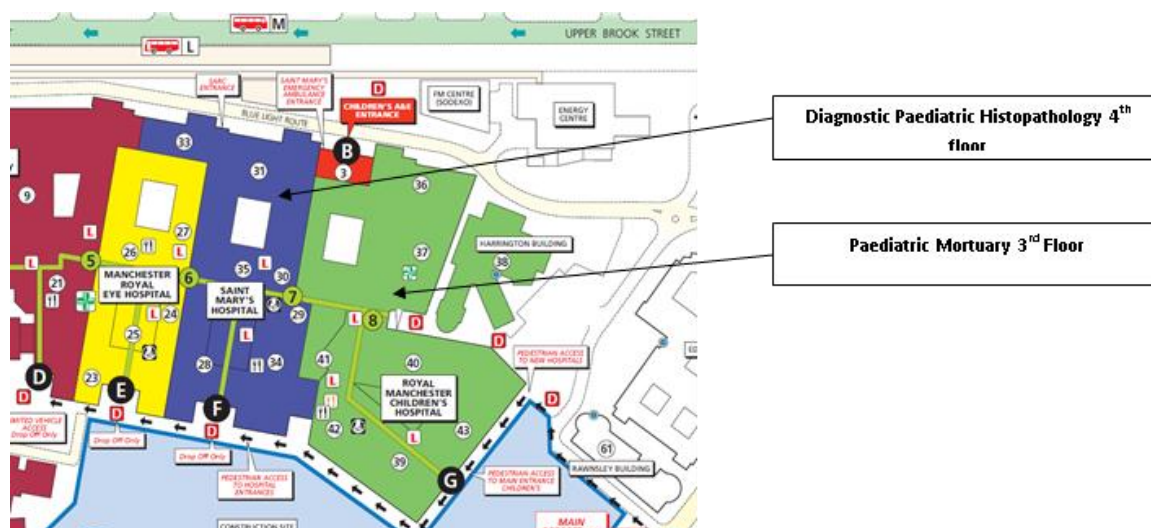 M
UPPER BROOK STREET
L
SARC
ENTRANCE
SAINT MARY'S
EMERGENCY
AMBULANCE
ENTRANCE
D
CHILDREN'S A&E
ENTRANCE
FM CENTRE
(SODEXO)
ENERGY
CENTRE
BLUE LIGHT ROUTE
Diagnostic Paediatric Histopathology 4th
floor
B
3
33
31
36
9
27
26
L
L
L
5
21
MANCHESTER
ROYAL
EYE HOSPITAL
6
35
L
30
SAINT
MARY'S
HOSPITAL
7
29
37
HARRINGTON BUILDING
38
Paediatric Mortuary 3rd Floor
L
24
25
L
8
D
D
L
23
28
34
41
L
40
ROYAL
MANCHESTER
CHILDREN'S
HOSPITAL
PEDESTRIAN ACCESS
TO NEW HOSPITALS
D
D
E
F
D
D
D
42
L
43
39
G
ACCESS
Drop Off Only
Drop Off Only
Drop Off Only
PEDESTRIAN ACCESS
TO HOSPITAL
ENTRANCES
PEDESTRIAN ACCESS
TO MAIN ENTRANCE
CHILDREN'S
61
RAWNSLEY BUILDING
CONSTRUCTION SITE
MAIN